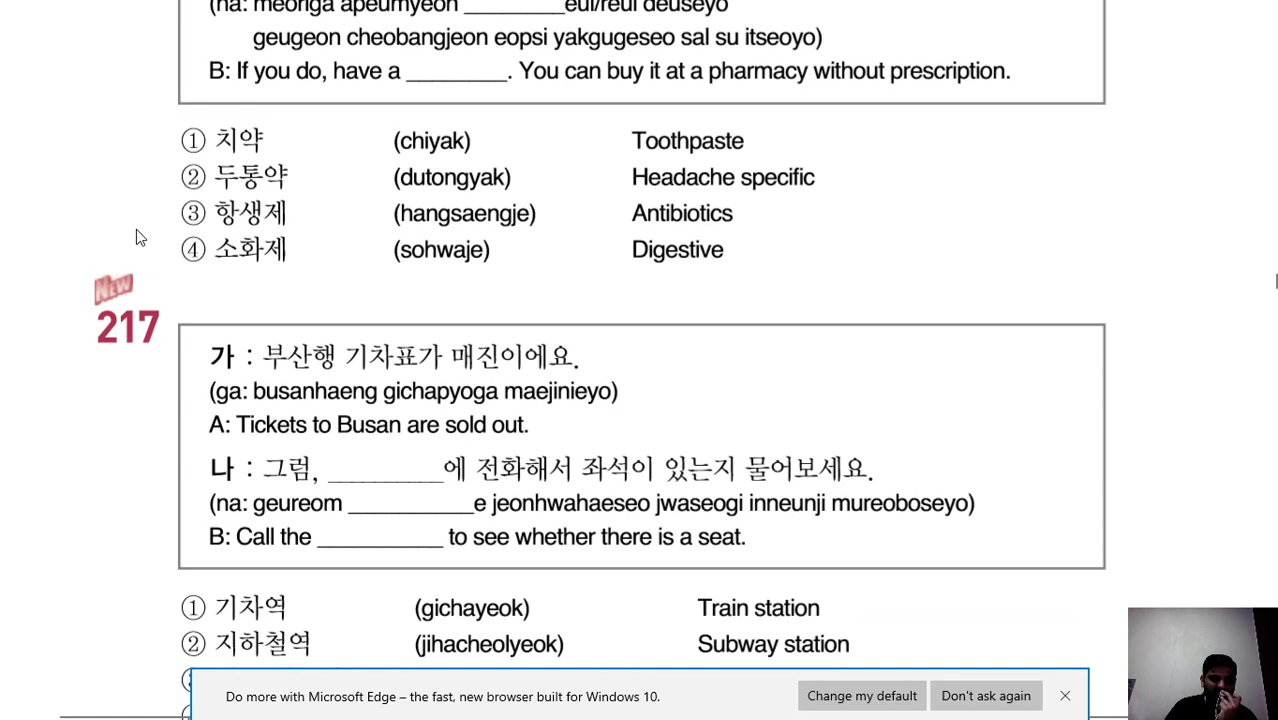 (na: meoriga apeumyeon ________eul/reul deuseyo
geugeon cheobangjeon eopsi yakgugeseo sal su itseoyo)
B: If you do, have a ________. You can buy it at a pharmacy without prescription.
① 치약 (chiyak) Toothpaste
② 두통약 (dutongyak) Headache specific
③ 항생제 (hangsaengje) Antibiotics
④ 소화제 (sohwaje) Digestive
NEW
217
가 : 부산행 기차표가 매진이에요.
(ga: busanhaeng gichapyoga maejinieyo)
A: Tickets to Busan are sold out.
나 : 그럼, _________에 전화해서 좌석이 있는지 물어보세요.
(na: geureom __________e jeonhwahaeseo jwaseogi inneunji mureoboseyo)
B: Call the __________ to see whether there is a seat.
① 기차역 (gichayeok) Train station
② 지하철역 (jihacheolyeok) Subway station
Do more with Microsoft Edge – the fast, new browser built for Windows 10.
Change my default
Don't ask again